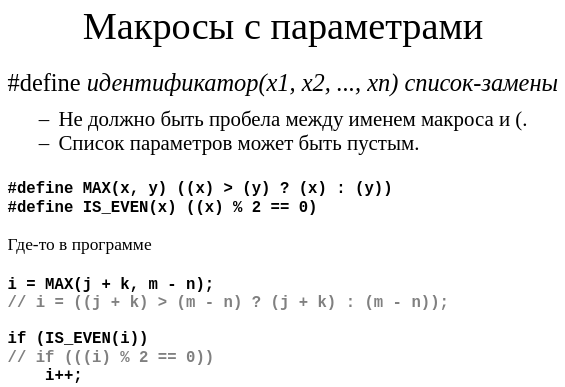 Макросы с параметрами
#define идентификатор(x1, x2, ..., xn) список-замены
– Не должно быть пробела между именем макроса и (.
– Список параметров может быть пустым.
#define MAX(x, y) ((x) > (y) ? (x) : (y))
#define IS_EVEN(x) ((x) % 2 == 0)
Где-то в программе
i = MAX(j + k, m - n);
// i = ((j + k) > (m - n) ? (j + k) : (m - n));
if (IS_EVEN(i))
// if (((i) % 2 == 0))
i++;